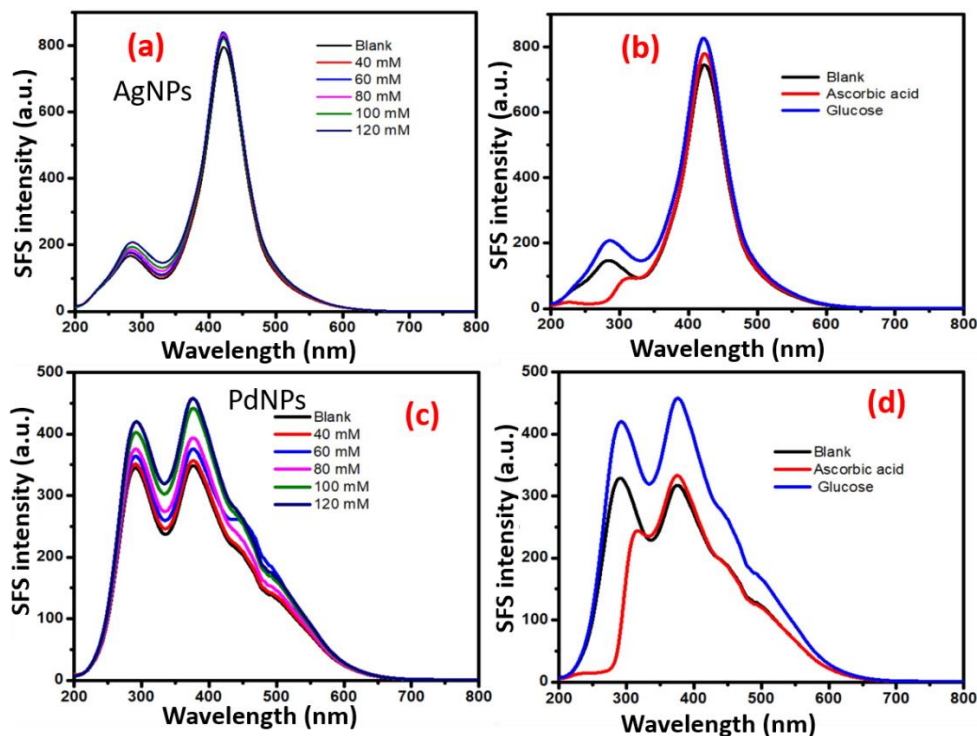 (a)
AgNPs
Blank
40 mM
60 mM
80 mM
100 mM
120 mM
SFS intensity (a.u.)
800
600
400
200
0
200 300 400 500 600 700 800
Wavelength (nm)
(b)
Blank
Ascorbic acid
Glucose
SFS intensity (a.u.)
800
600
400
200
0
200 300 400 500 600 700 800
Wavelength (nm)
PdNPs
(c)
Blank
40 mM
60 mM
80 mM
100 mM
120 mM
SFS intensity (a.u.)
500
400
300
200
100
0
200 300 400 500 600 700 800
Wavelength (nm)
(d)
Blank
Ascorbic acid
Glucose
SFS intensity (a.u.)
500
400
300
200
100
0
200 300 400 500 600 700 800
Wavelength (nm)